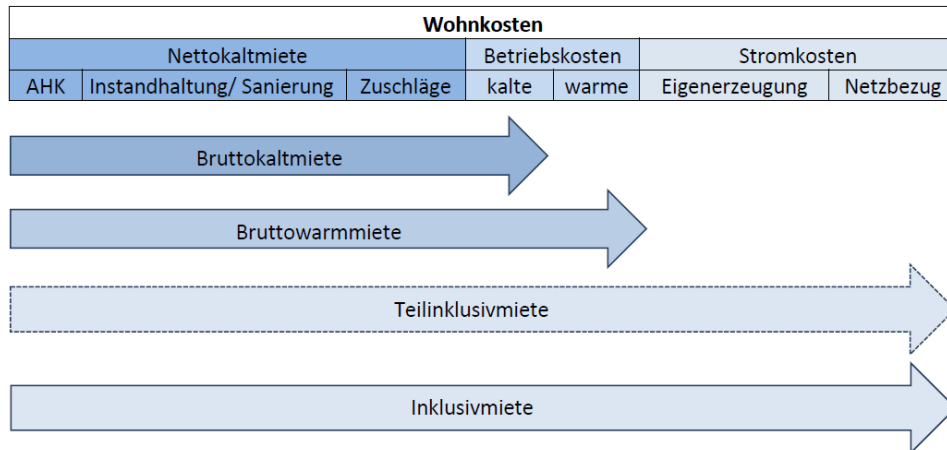 Wohnkosten
Nettokaltmiete Betriebskosten Stromkosten
AHK Instandhaltung/ Sanierung Zuschläge kalte warme Eigenerzeugung Netzbezug
Bruttokaltmiete
Bruttowarmmiete
Teilinklusivmiete
Inklusivmiete